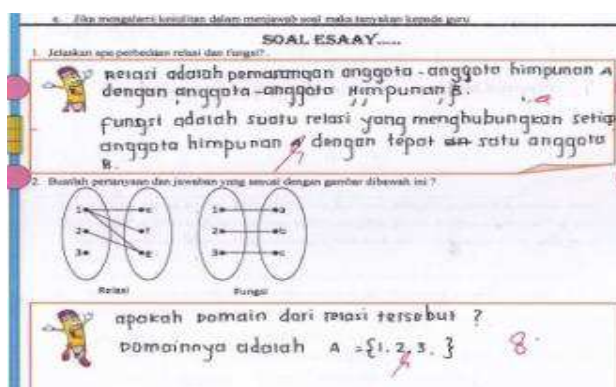 e. Jika mengalami kesulitan dalam menjawab soal maka tanyakan kepada guru
SOAL ESAAY.....
1. Jelaskan apa perbedaan relasi dan fungsi? .
Relasi adalah pemasangan anggota-anggota himpunan A
dengan anggota-anggota Himpunan B.
Fungsi adalah suatu relasi yang menghubungkan setiap
anggota himpunan A dengan tepat satu anggota
B.
2. Buatlah pertanyaan dan jawaban yang sesuai dengan gambar dibawah ini ?
1 e 1 a
2 f 2 b
3 g 3 c
Relasi Fungsi
apakah Domain dari relasi tersebut ?
Domainnya adalah A = {1, 2, 3, } 8